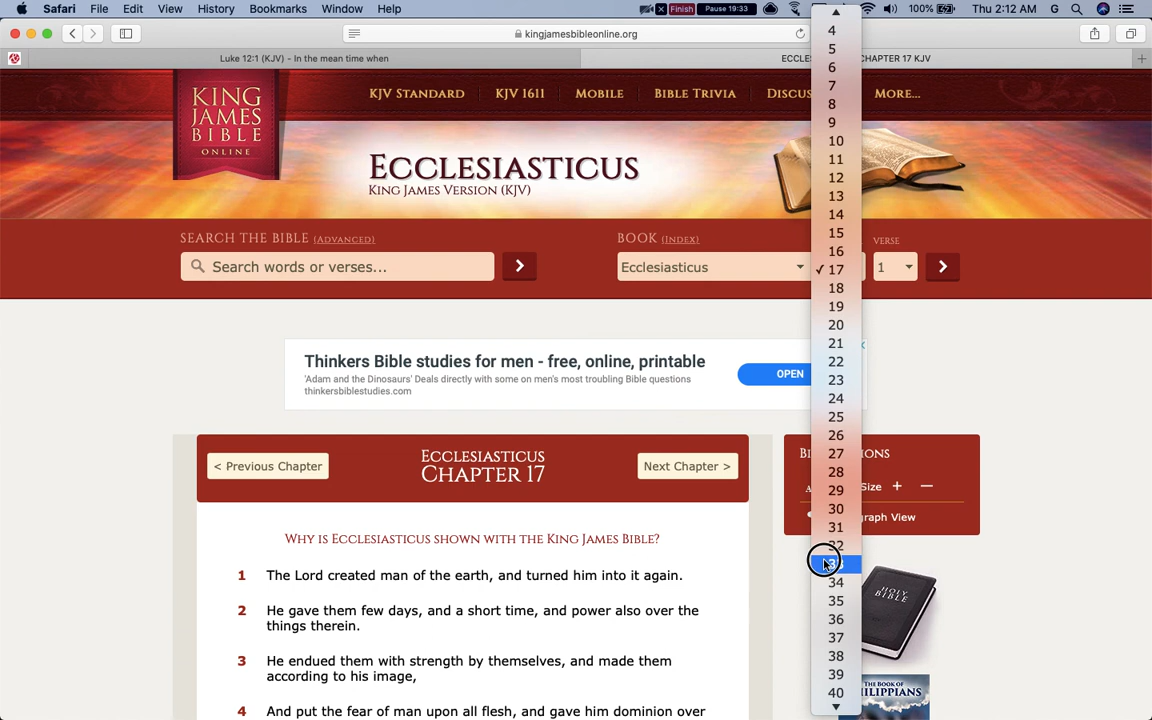 Safari File Edit View History Bookmarks Window Help Finish Pause 19:33 100% Thu 2:12 AM G
kingjamesbibleonline.org
Luke 12:1 (KJV) - In the mean time when
ECCLES HAPTER 17 KJV
KING
JAMES
BIBLE
ONLINE
KJV STANDARD KJV 1611 MOBILE BIBLE TRIVIA DISCUS MORE...
ECCLESIASTICUS
KING JAMES VERSION (KJV)
SEARCH THE BIBLE (ADVANCED)
BOOK (INDEX)
VERSE
Search words or verses...
Ecclesiasticus
1
4
5
6
7
8
9
10
11
12
13
14
15
16
✓ 17
18
19
20
21
22
23
24
25
26
27
28
29
30
31
32
34
35
36
37
38
39
40
Thinkers Bible studies for men - free, online, printable
'Adam and the Dinosaurs' Deals directly with some on men's most troubling Bible questions
thinkersbiblestudies.com
OPEN
< Previous Chapter
ECCLESIASTICUS
CHAPTER 17
Next Chapter >
WHY IS ECCLESIASTICUS SHOWN WITH THE KING JAMES BIBLE?
1 The Lord created man of the earth, and turned him into it again.
2 He gave them few days, and a short time, and power also over the
things therein.
3 He endued them with strength by themselves, and made them
according to his image,
4 And put the fear of man upon all flesh, and gave him dominion over
BI IONS
A Size + −
graph View
HOLY
BIBLE
THE BOOK OF
HILIPPIANS